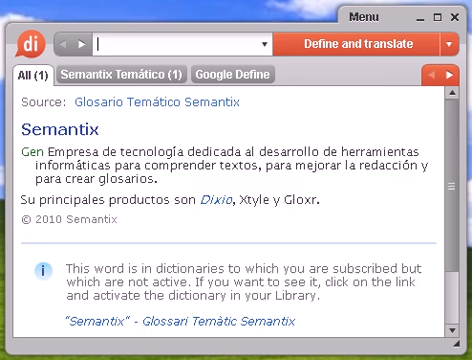 Menu
di
Define and translate
All (1) Semantix Temático (1) Google Define
Source: Glosario Temático Semantix
Semantix
Gen Empresa de tecnología dedicada al desarrollo de herramientas
informáticas para comprender textos, para mejorar la redacción y
para crear glosarios.
Su principales productos son Dixio, Xtyle y Gloxr.
© 2010 Semantix
i
This word is in dictionaries to which you are subscribed but
which are not active. If you want to see it, click on the link
and activate the dictionary in your Library.
"Semantix" - Glossari Temàtic Semantix